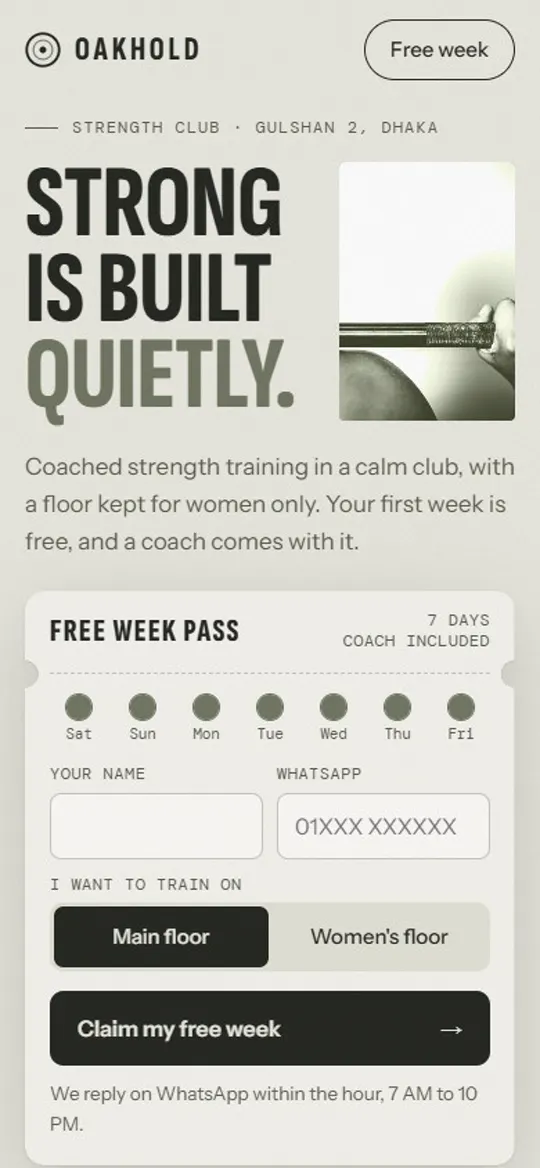 OAKHOLD
Free week
STRENGTH CLUB · GULSHAN 2, DHAKA
STRONG
IS BUILT
QUIETLY.
Coached strength training in a calm club, with
a floor kept for women only. Your first week is
free, and a coach comes with it.
FREE WEEK PASS
7 DAYS
COACH INCLUDED
Sat Sun Mon Tue Wed Thu Fri
YOUR NAME
WHATSAPP
01XXX XXXXXX
I WANT TO TRAIN ON
Main floor
Women's floor
Claim my free week →
We reply on WhatsApp within the hour, 7 AM to 10
PM.